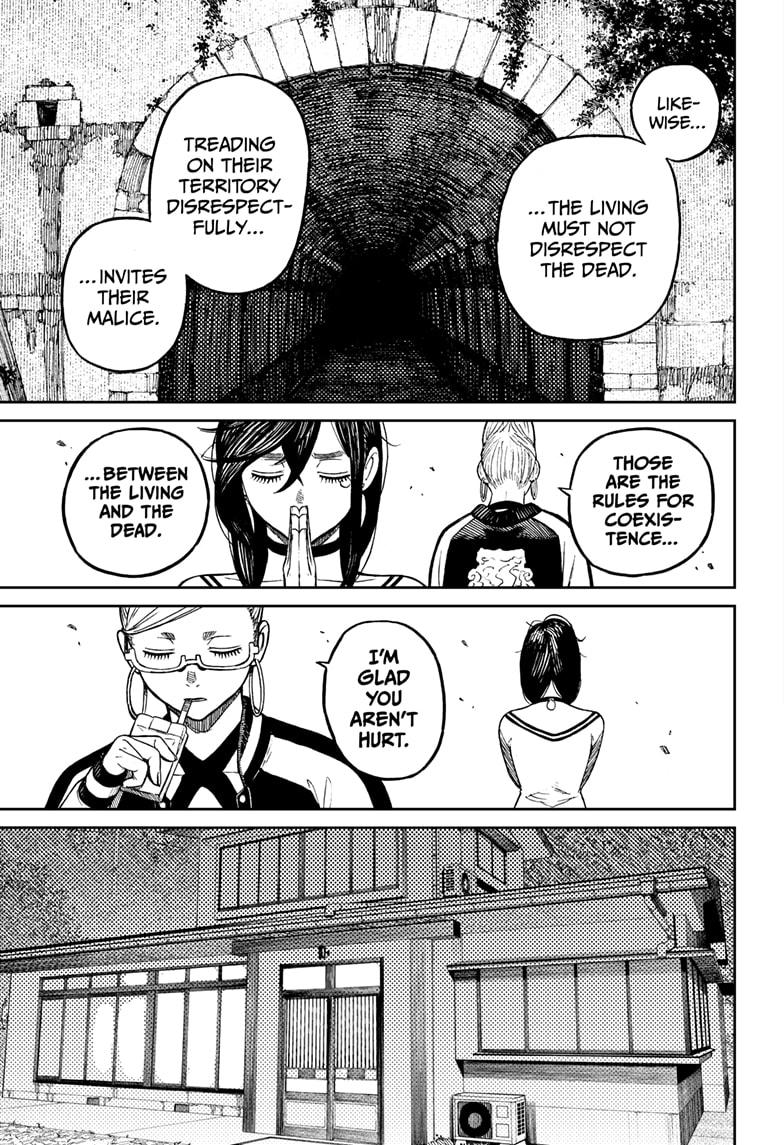 LIKE-
WISE...
...THE LIVING
MUST NOT
DISRESPECT
THE DEAD.
TREADING
ON THEIR
TERRITORY
DISRESPECT-
FULLY...
...INVITES
THEIR
MALICE.
THOSE
ARE THE
RULES FOR
COEXIS-
TENCE...
...BETWEEN
THE LIVING
AND THE
DEAD.
I'M
GLAD
YOU
AREN'T
HURT.